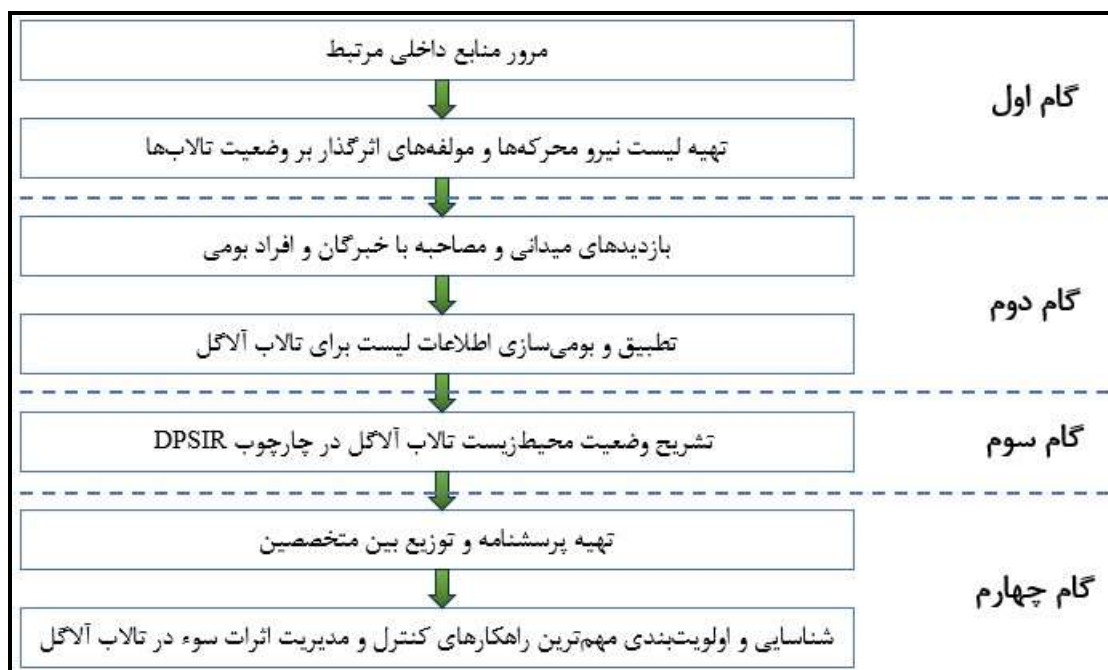 گام اول
مرور منابع داخلی مرتبط
تهیه لیست نیرو محرکه‌ها و مولفه‌های اثرگذار بر وضعیت تالاب‌ها
گام دوم
بازدیدهای میدانی و مصاحبه با خبرگان و افراد بومی
تطبیق و بومی‌سازی اطلاعات لیست برای تالاب آلاگل
گام سوم
تشریح وضعیت محیط‌زیست تالاب آلاگل در چارچوب DPSIR
گام چهارم
تهیه پرسشنامه و توزیع بین متخصصین
شناسایی و اولویت‌بندی مهم‌ترین راهکارهای کنترل و مدیریت اثرات سوء در تالاب آلاگل